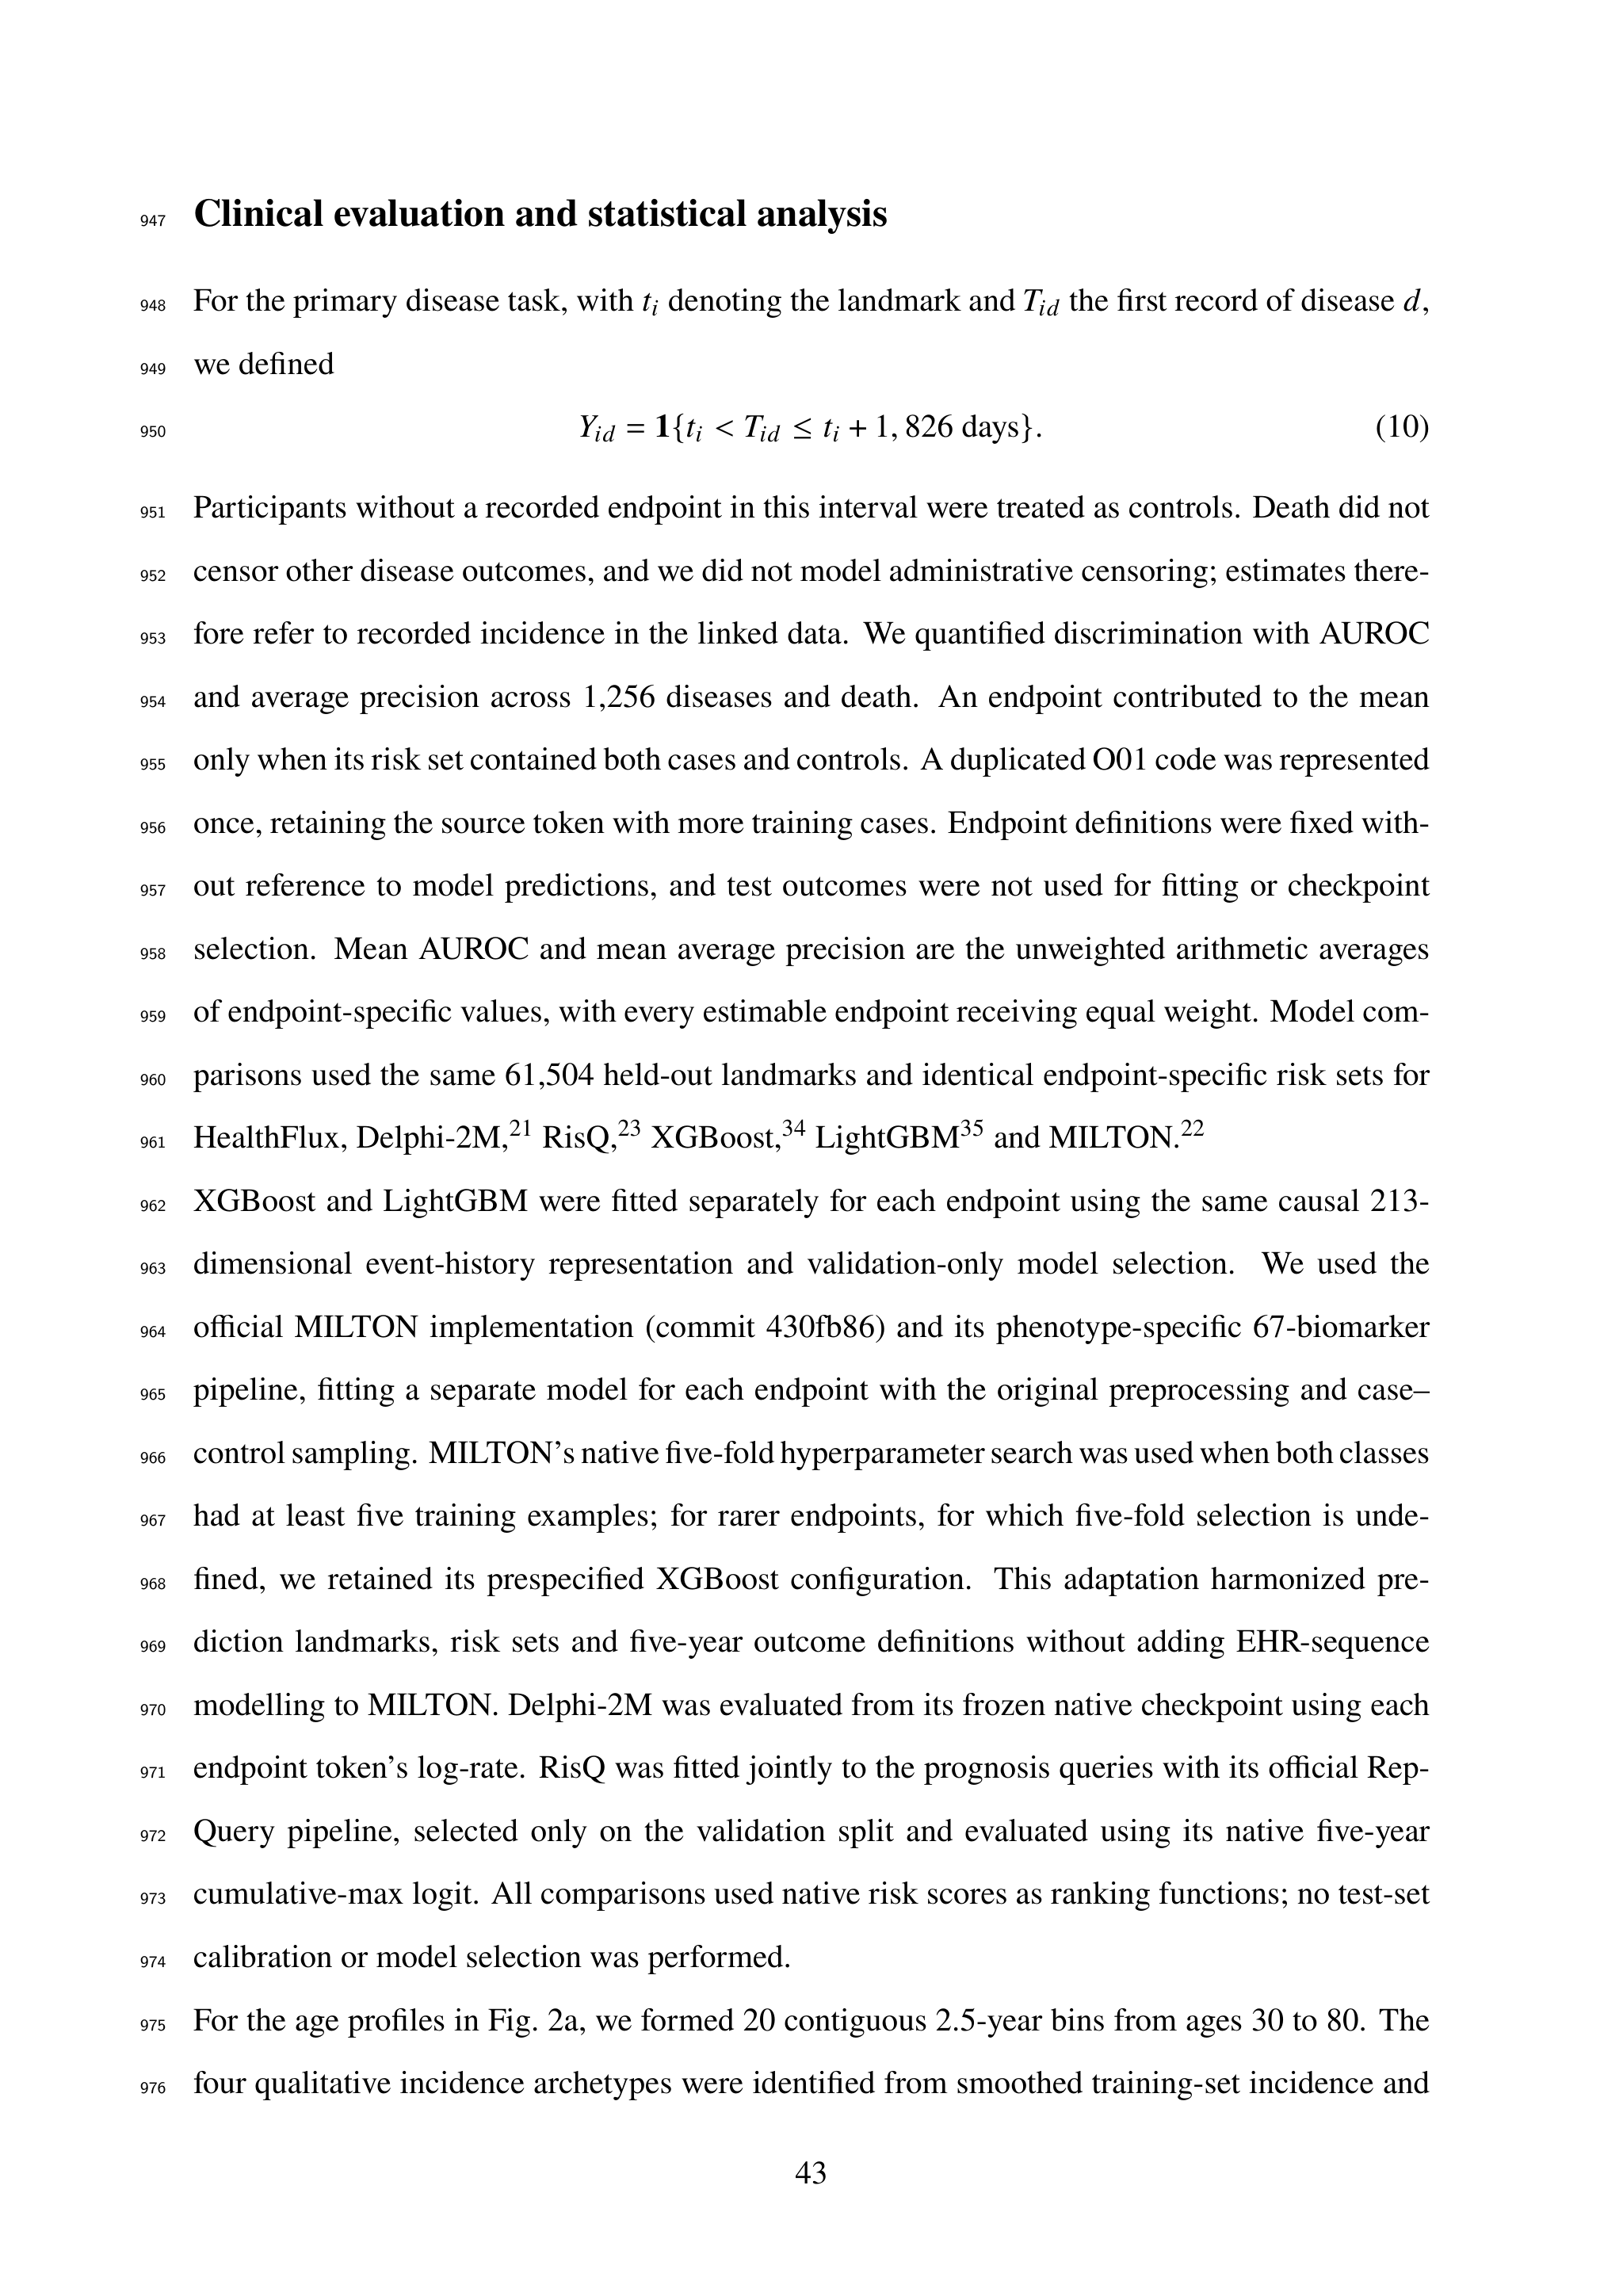 947 Clinical evaluation and statistical analysis
948 For the primary disease task, with tᵢ denoting the landmark and T_id the first record of disease d,
949 we defined
950 Y_id = 1{tᵢ < T_id ≤ tᵢ + 1, 826 days}. (10)
951 Participants without a recorded endpoint in this interval were treated as controls. Death did not
952 censor other disease outcomes, and we did not model administrative censoring; estimates there-
953 fore refer to recorded incidence in the linked data. We quantified discrimination with AUROC
954 and average precision across 1,256 diseases and death. An endpoint contributed to the mean
955 only when its risk set contained both cases and controls. A duplicated O01 code was represented
956 once, retaining the source token with more training cases. Endpoint definitions were fixed with-
957 out reference to model predictions, and test outcomes were not used for fitting or checkpoint
958 selection. Mean AUROC and mean average precision are the unweighted arithmetic averages
959 of endpoint-specific values, with every estimable endpoint receiving equal weight. Model com-
960 parisons used the same 61,504 held-out landmarks and identical endpoint-specific risk sets for
961 HealthFlux, Delphi-2M,²¹ RisQ,²³ XGBoost,³⁴ LightGBM³⁵ and MILTON.²²
962 XGBoost and LightGBM were fitted separately for each endpoint using the same causal 213-
963 dimensional event-history representation and validation-only model selection. We used the
964 official MILTON implementation (commit 430fb86) and its phenotype-specific 67-biomarker
965 pipeline, fitting a separate model for each endpoint with the original preprocessing and case–
966 control sampling. MILTON’s native five-fold hyperparameter search was used when both classes
967 had at least five training examples; for rarer endpoints, for which five-fold selection is unde-
968 fined, we retained its prespecified XGBoost configuration. This adaptation harmonized pre-
969 diction landmarks, risk sets and five-year outcome definitions without adding EHR-sequence
970 modelling to MILTON. Delphi-2M was evaluated from its frozen native checkpoint using each
971 endpoint token’s log-rate. RisQ was fitted jointly to the prognosis queries with its official Rep-
972 Query pipeline, selected only on the validation split and evaluated using its native five-year
973 cumulative-max logit. All comparisons used native risk scores as ranking functions; no test-set
974 calibration or model selection was performed.
975 For the age profiles in Fig. 2a, we formed 20 contiguous 2.5-year bins from ages 30 to 80. The
976 four qualitative incidence archetypes were identified from smoothed training-set incidence and
43